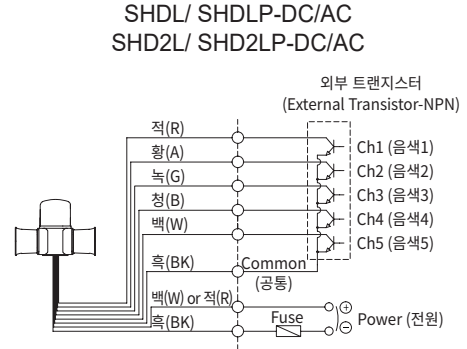 SHDL/ SHDLP-DC/AC
SHD2L/ SHD2LP-DC/AC
외부 트랜지스터
(External Transistor-NPN)
적(R)
Ch1 (음색1)
황(A)
Ch2 (음색2)
녹(G)
Ch3 (음색3)
청(B)
Ch4 (음색4)
백(W)
Ch5 (음색5)
흑(BK)
Common
(공통)
백(W) or 적(R)
흑(BK)
Fuse
⊕
⊖
Power (전원)